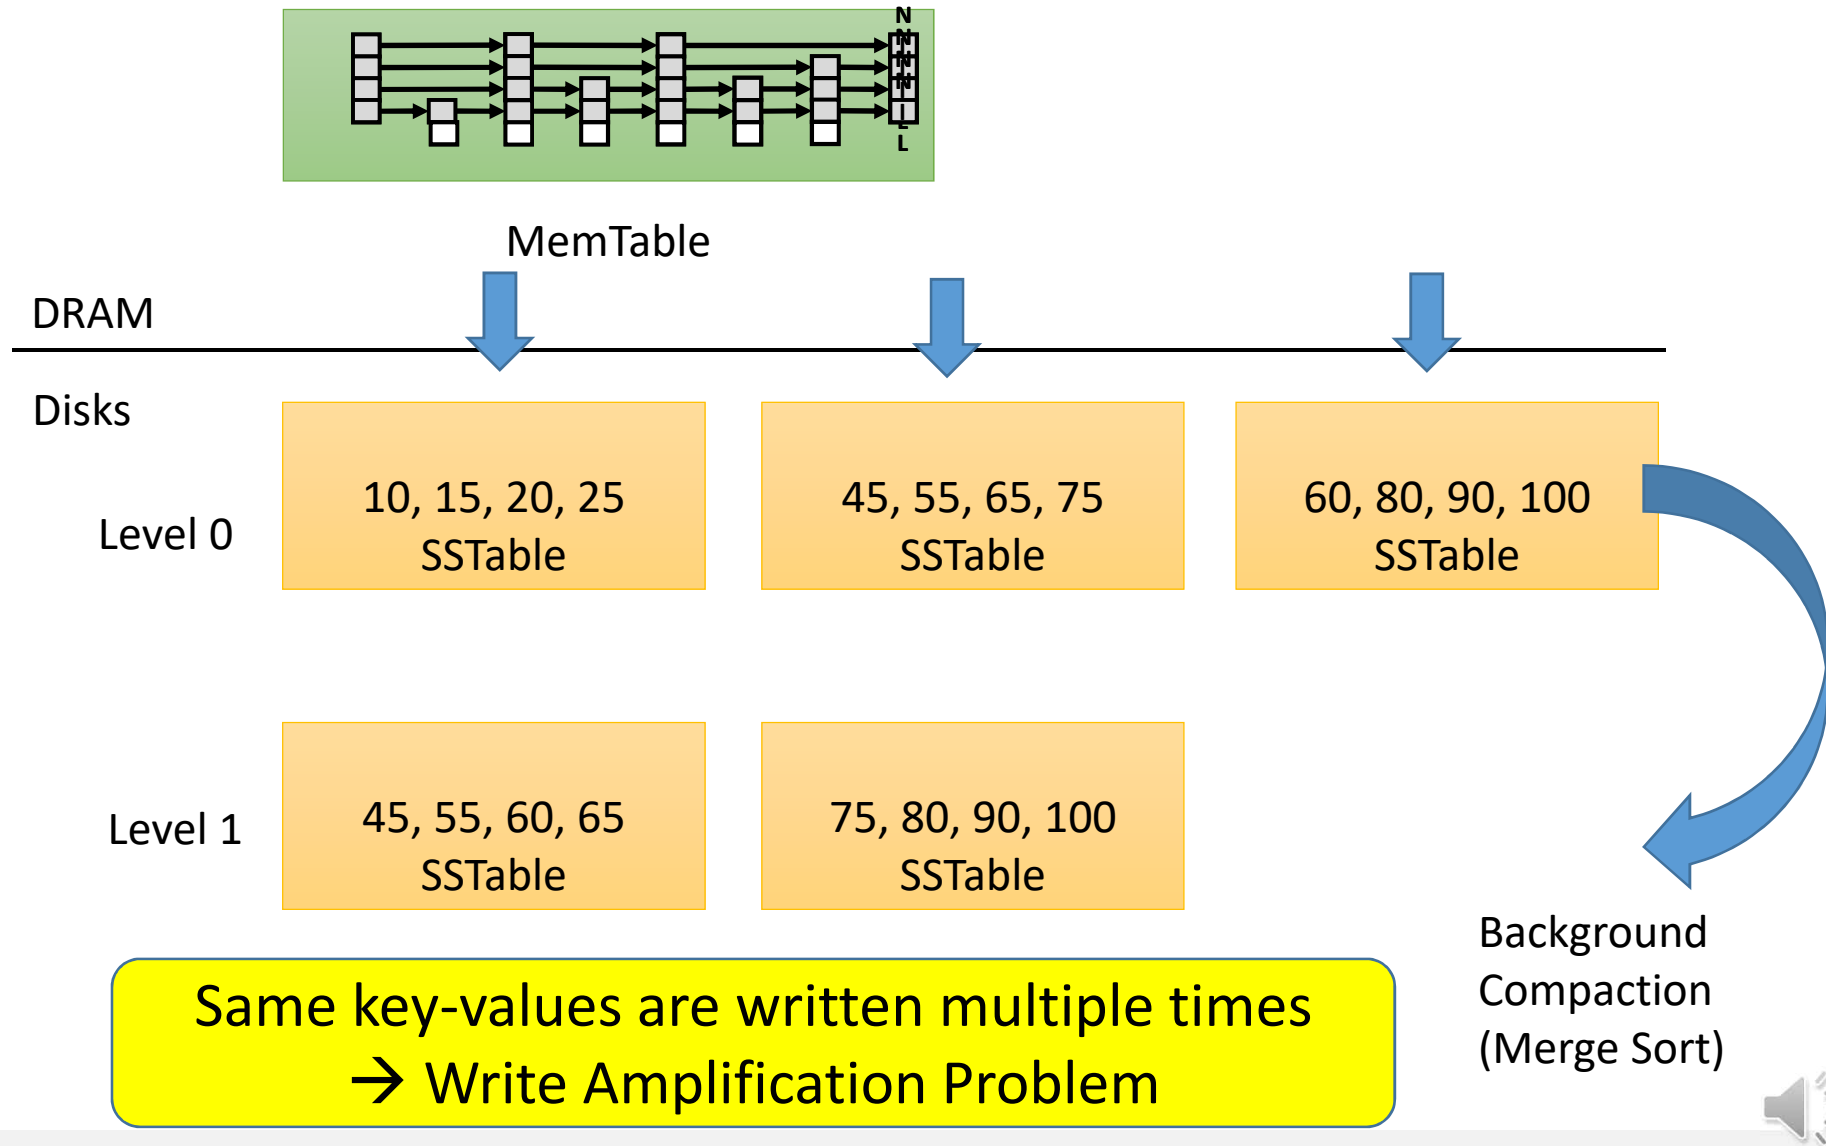 MemTable
DRAM
Disks
Level 0
10, 15, 20, 25
SSTable
45, 55, 65, 75
SSTable
60, 80, 90, 100
SSTable
Level 1
45, 55, 60, 65
SSTable
75, 80, 90, 100
SSTable
Background
Compaction
(Merge Sort)
Same key-values are written multiple times
→ Write Amplification Problem